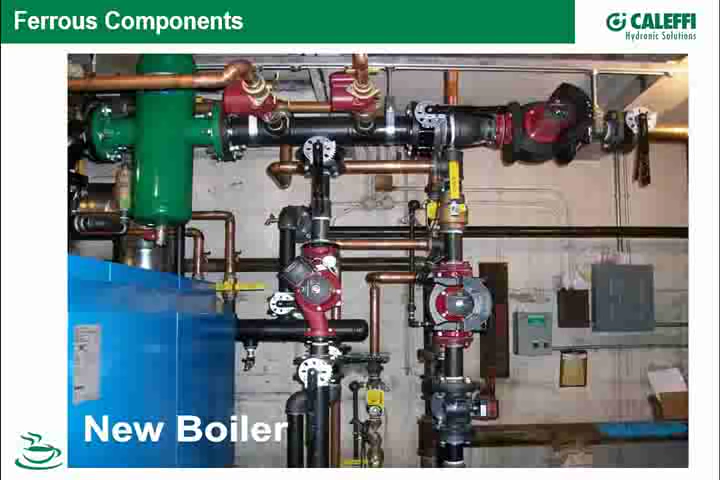 Ferrous Components
CALEFFI
Hydronic Solutions
New Boiler